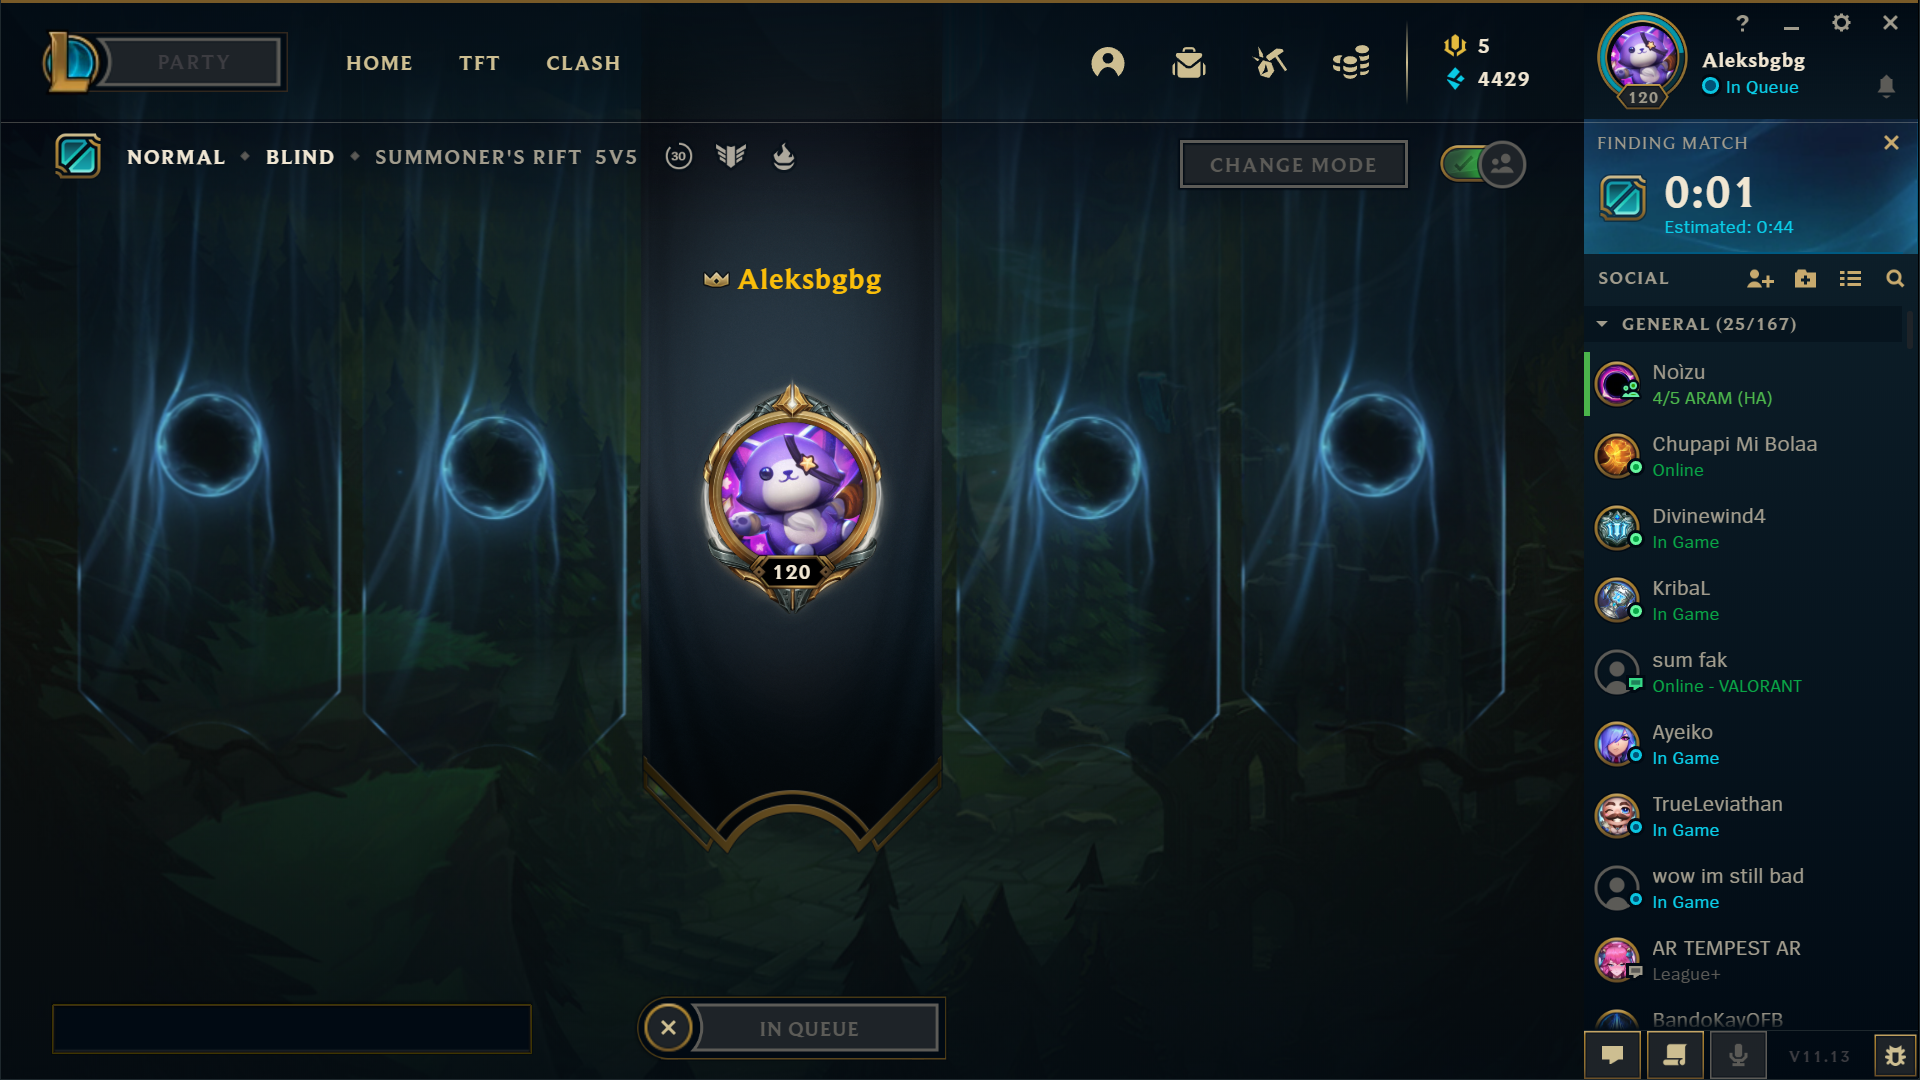 PARTY
HOME
TFT
CLASH
5
4429
?
Aleksbgbg
In Queue
120
NORMAL ◆ BLIND ◆ SUMMONER'S RIFT 5V5
30
CHANGE MODE
FINDING MATCH
0:01
Estimated: 0:44
SOCIAL
GENERAL (25/167)
Aleksbgbg
120
Noìzu
4/5 ARAM (HA)
Chupapi Mi Bolaa
Online
Divinewind4
In Game
KribaL
In Game
sum fak
Online - VALORANT
Ayeiko
In Game
TrueLeviathan
In Game
wow im still bad
In Game
AR TEMPEST AR
League+
BandoKayOFB
IN QUEUE
V11.13